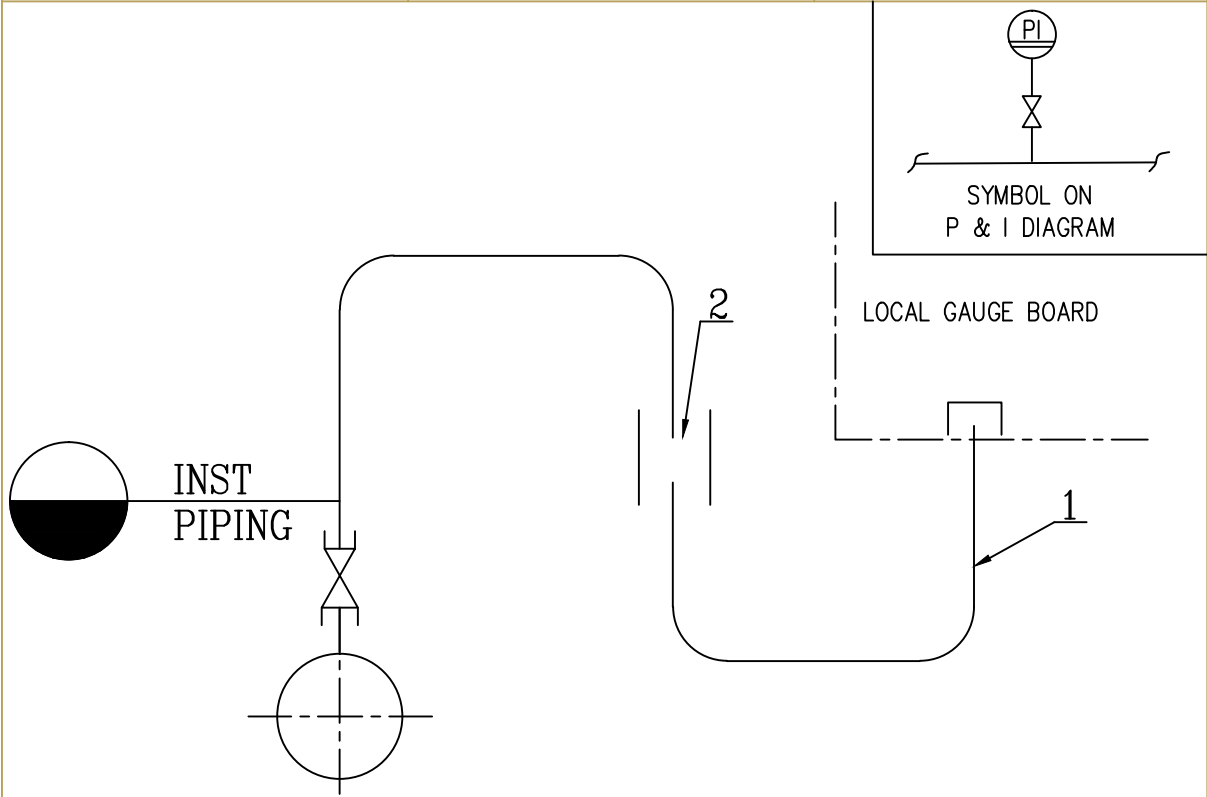 PI
SYMBOL ON
P & I DIAGRAM
LOCAL GAUGE BOARD
2
INST
PIPING
1